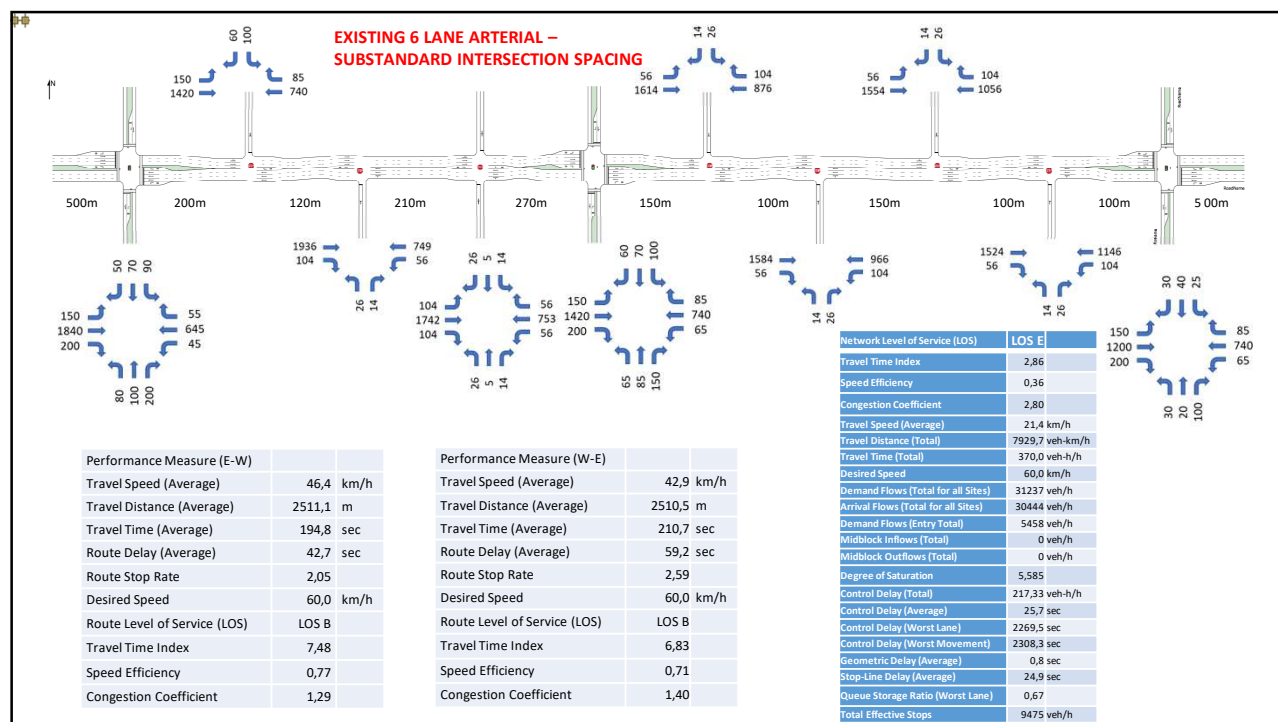 EXISTING 6 LANE ARTERIAL –
SUBSTANDARD INTERSECTION SPACING
N
60 100
150 85
1420 740
14 26
56 104
1614 876
14 26
56 104
1554 1056
RoadName
500m 200m 120m 210m 270m 150m 100m 150m 100m 100m 5 00m
1936 749
104 56
26 14
1584 966
56 104
14 26
1524 1146
56 104
14 26
50 70 90
150 55
1840 645
200 45
80 100 200
26 5 14
104 56
1742 753
104 56
26 5 14
60 70 100
150 85
1420 740
200 65
65 85 150
30 40 25
150 85
1200 740
200 65
30 20 100
Performance Measure (E-W)
Travel Speed (Average) 46,4 km/h
Travel Distance (Average) 2511,1 m
Travel Time (Average) 194,8 sec
Route Delay (Average) 42,7 sec
Route Stop Rate 2,05
Desired Speed 60,0 km/h
Route Level of Service (LOS) LOS B
Travel Time Index 7,48
Speed Efficiency 0,77
Congestion Coefficient 1,29
Performance Measure (W-E)
Travel Speed (Average) 42,9 km/h
Travel Distance (Average) 2510,5 m
Travel Time (Average) 210,7 sec
Route Delay (Average) 59,2 sec
Route Stop Rate 2,59
Desired Speed 60,0 km/h
Route Level of Service (LOS) LOS B
Travel Time Index 6,83
Speed Efficiency 0,71
Congestion Coefficient 1,40
Network Level of Service (LOS) LOS E
Travel Time Index 2,86
Speed Efficiency 0,36
Congestion Coefficient 2,80
Travel Speed (Average) 21,4 km/h
Travel Distance (Total) 7929,7 veh-km/h
Travel Time (Total) 370,0 veh-h/h
Desired Speed 60,0 km/h
Demand Flows (Total for all Sites) 31237 veh/h
Arrival Flows (Total for all Sites) 30444 veh/h
Demand Flows (Entry Total) 5458 veh/h
Midblock Inflows (Total) 0 veh/h
Midblock Outflows (Total) 0 veh/h
Degree of Saturation 5,585
Control Delay (Total) 217,33 veh-h/h
Control Delay (Average) 25,7 sec
Control Delay (Worst Lane) 2269,5 sec
Control Delay (Worst Movement) 2308,3 sec
Geometric Delay (Average) 0,8 sec
Stop-Line Delay (Average) 24,9 sec
Queue Storage Ratio (Worst Lane) 0,67
Total Effective Stops 9475 veh/h